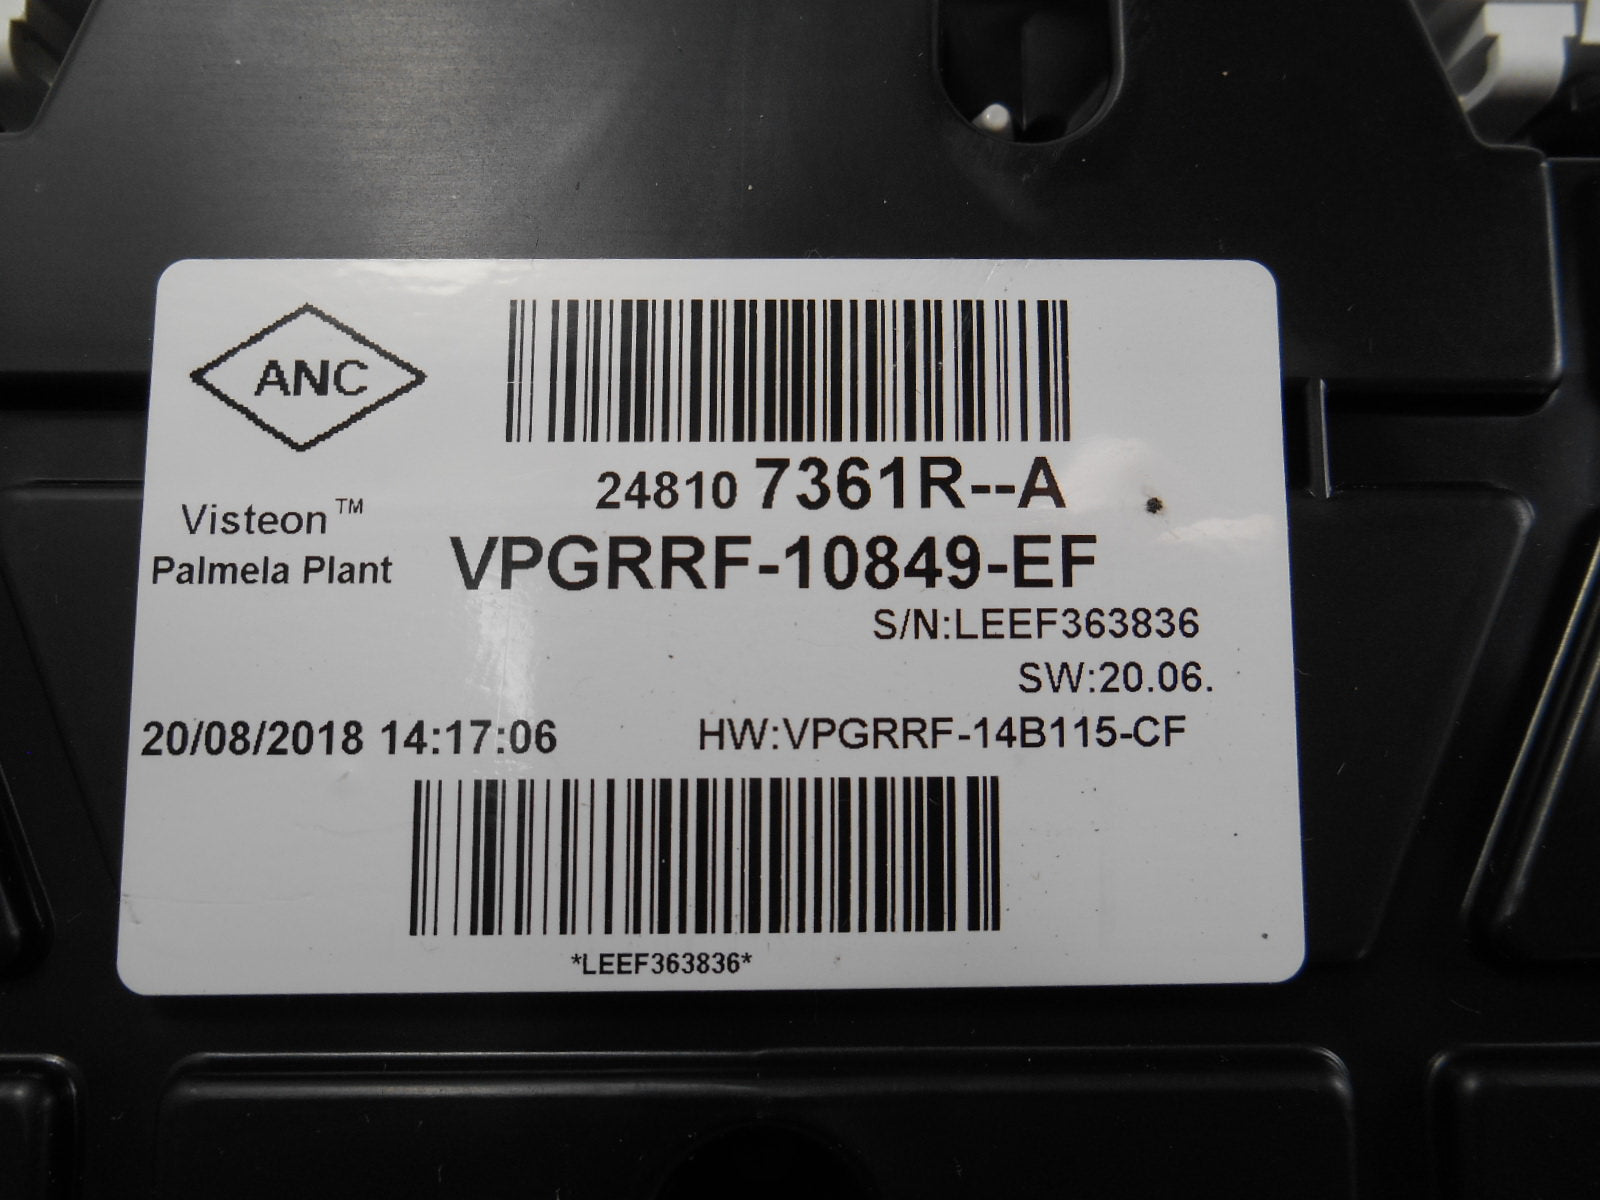 ANC
24810 7361R--A
Visteon™
Palmela Plant
VPGRRF-10849-EF
S/N:LEEF363836
SW:20.06.
20/08/2018 14:17:06
HW:VPGRRF-14B115-CF
*LEEF363836*